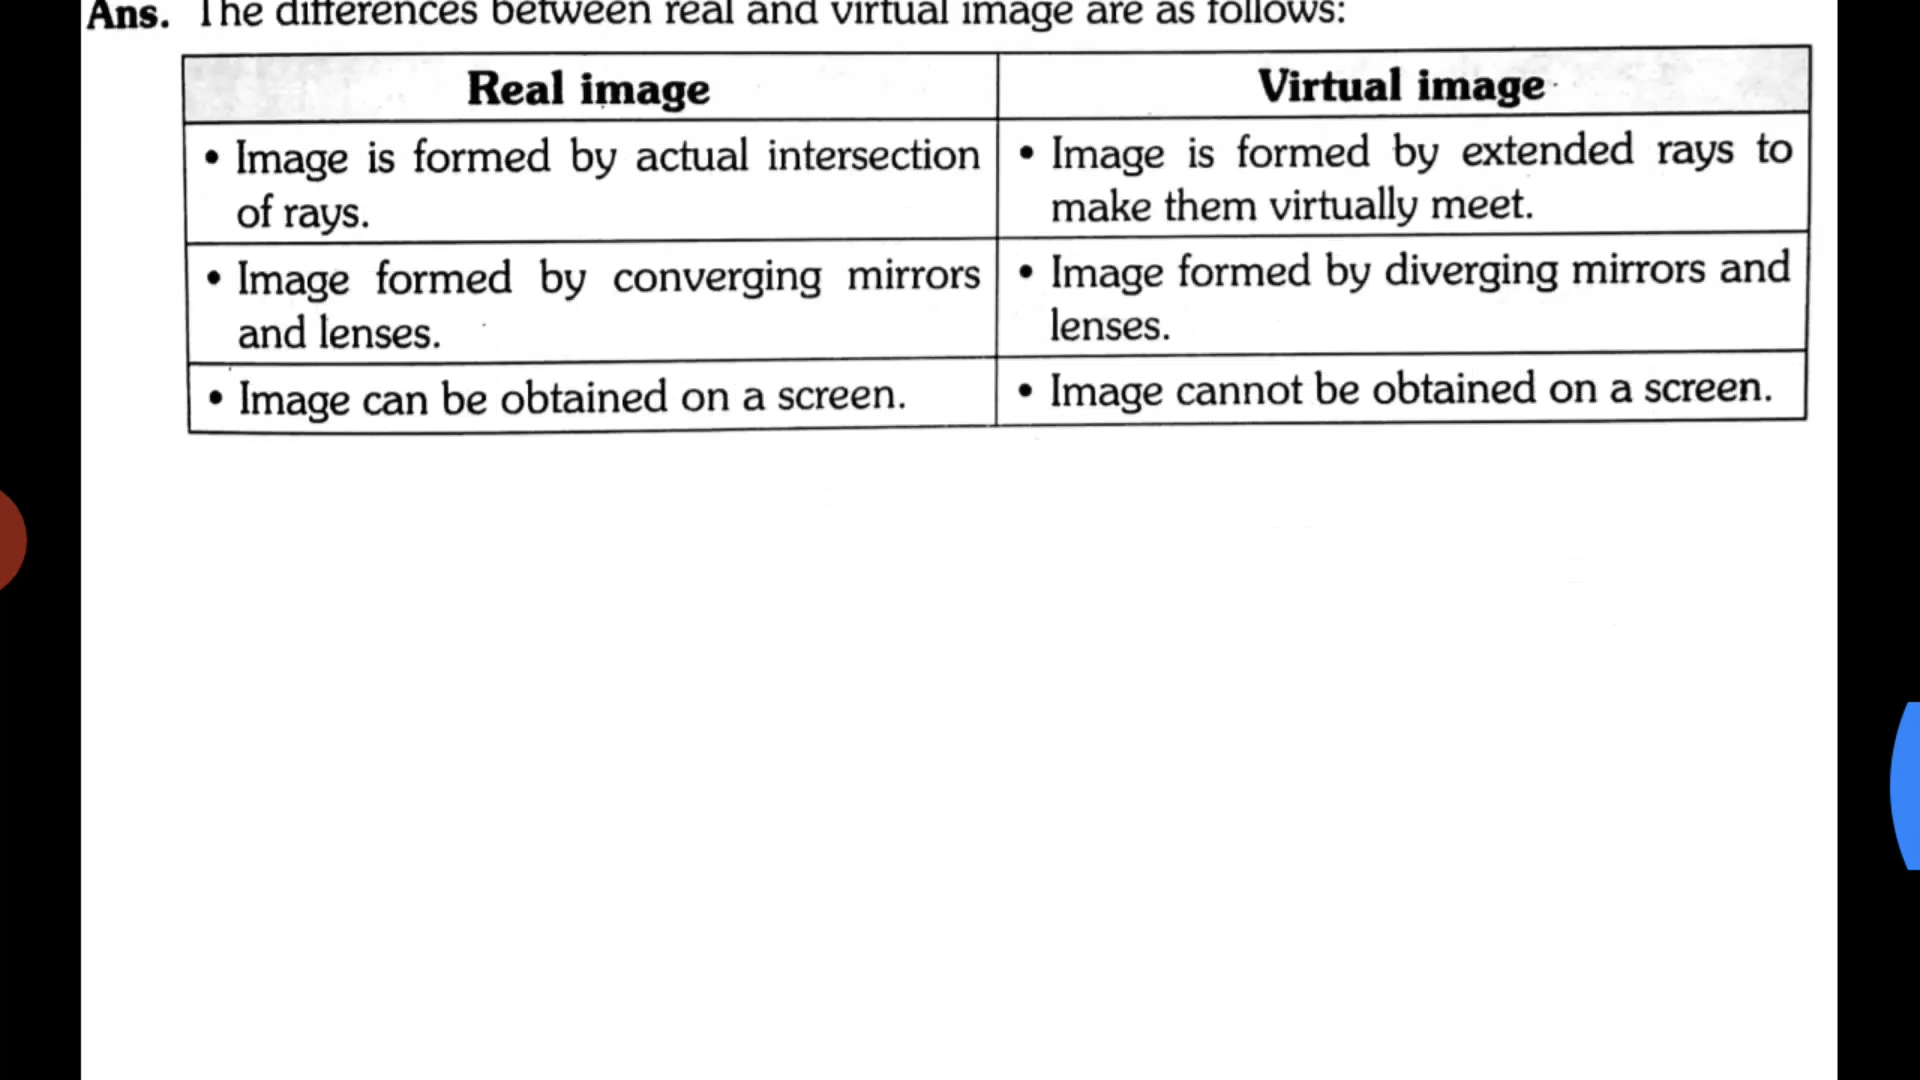 Ans. The differences between real and virtual image are as follows:
Real image
Virtual image
• Image is formed by actual intersection
of rays.
• Image is formed by extended rays to
make them virtually meet.
• Image formed by converging mirrors
and lenses.
• Image formed by diverging mirrors and
lenses.
• Image can be obtained on a screen.
• Image cannot be obtained on a screen.